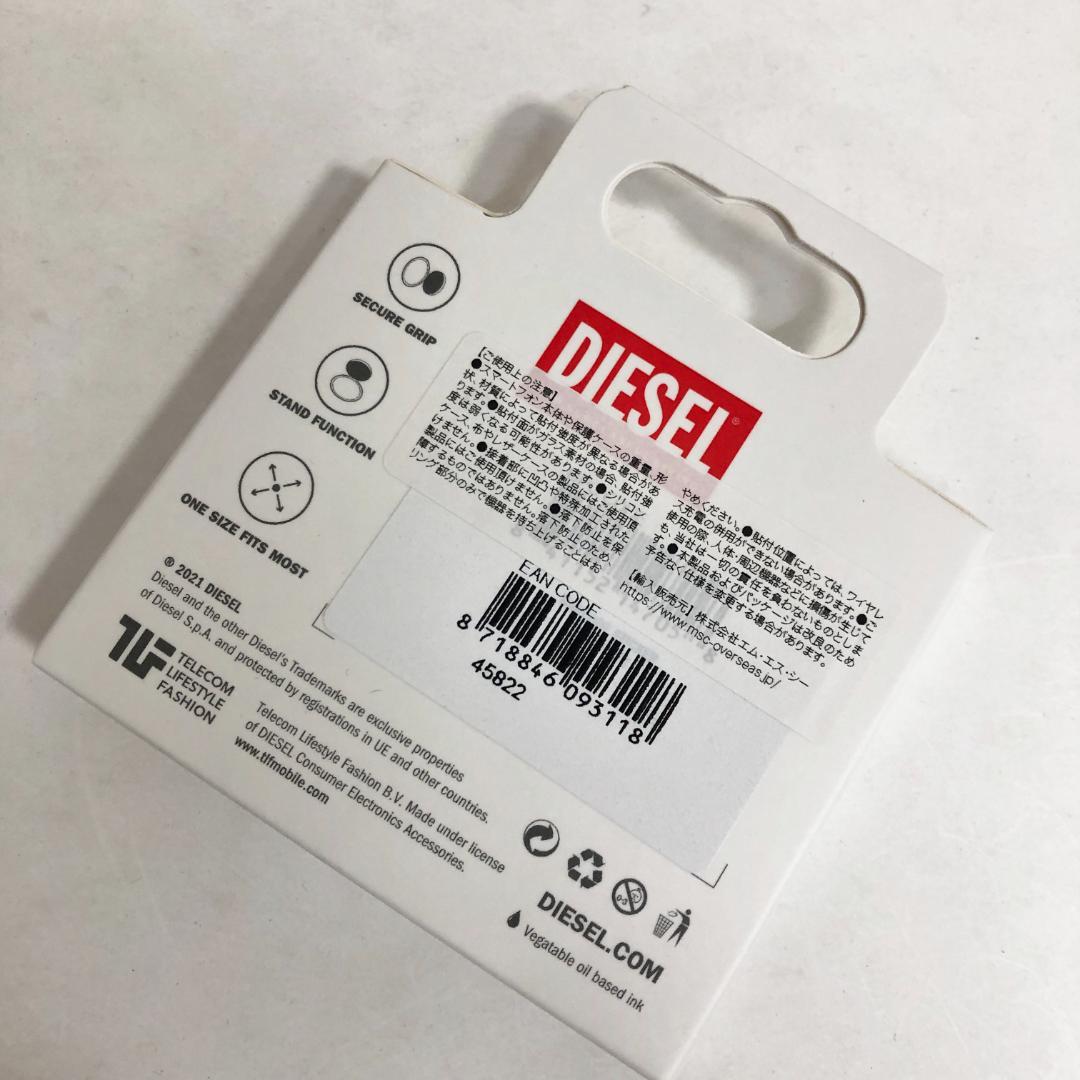 SECURE GRIP
STAND FUNCTION
ONE SIZE FITS MOST
DIESEL®
【ご使用上の注意】
●スマートフォン本体や保護ケースの重量、形
状、材質によって貼付強度が異なる場合があ
ります。●貼付面がガラス素材の場合、貼付強
度は弱くなる可能性があります。●シリコン
ケース、布やレザーケースの製品にはご使用頂
けません。●接着部に凹凸や特殊加工された
製品にはご使用頂けません。●落下防止を保
障するものではありません。落下防止のため、
リング部分のみで機器を持ち上げることはお
やめください。●貼付位置によっては、ワイヤレ
ス充電の併用ができない場合があります。●ご
使用の際、人体・周辺機器などに損傷が生じて
も、当社は一切の責任を負わないものとしま
す。●本製品およびパッケージは改良のため
予告なく仕様を変更する場合があります。
【輸入販売元】株式会社エム・エス・シー
https://www.msc-overseas.jp/
EAN CODE
8 718846 093118
45822
® 2021 DIESEL
Diesel and the other Diesel's Trademarks are exclusive properties
of Diesel S.p.A. and protected by registrations in UE and other countries.
TLF TELECOM
LIFESTYLE
FASHION
Telecom Lifestyle Fashion B.V. Made under license
of DIESEL Consumer Electronics Accessories.
www.tlfmobile.com
0-3
DIESEL.COM
Vegatable oil based ink